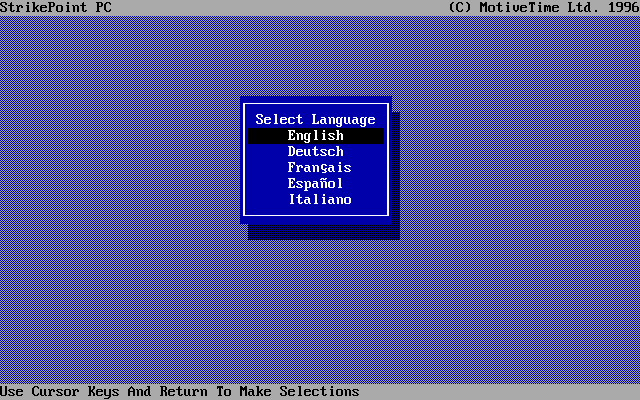 StrikePoint PC (C) MotiveTime Ltd. 1996
Select Language
English
Deutsch
Français
Español
Italiano
Use Cursor Keys And Return To Make Selections